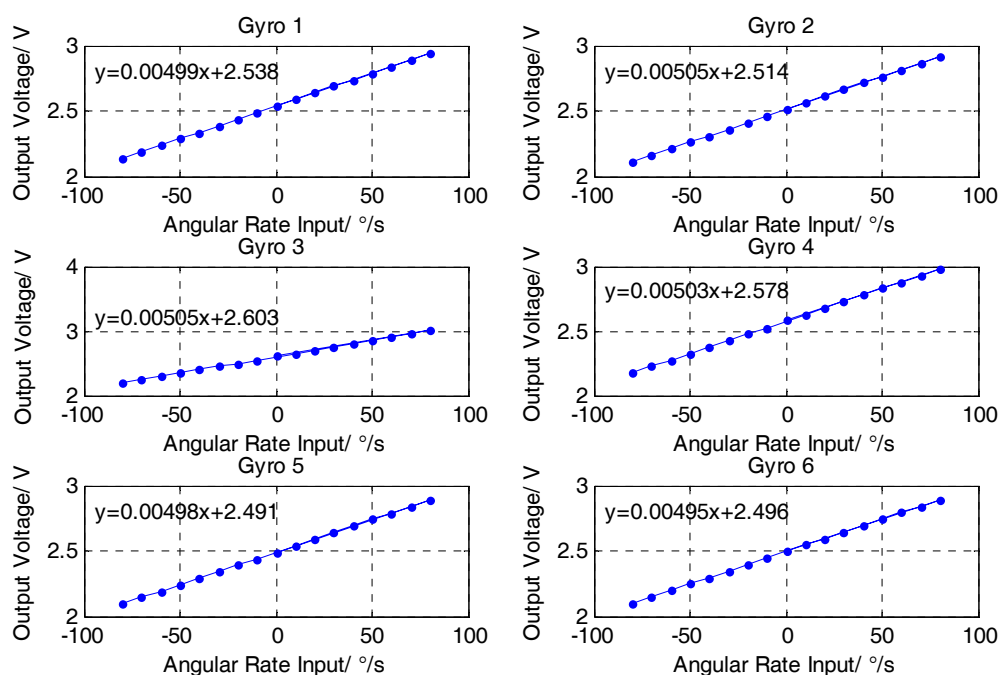 Gyro 1
Output Voltage/ V
3
2.5
2
y=0.00499x+2.538
-100 -50 0 50 100
Angular Rate Input/ °/s
Gyro 2
Output Voltage/ V
3
2.5
2
y=0.00505x+2.514
-100 -50 0 50 100
Angular Rate Input/ °/s
Gyro 3
Output Voltage/ V
4
3
2
y=0.00505x+2.603
-100 -50 0 50 100
Angular Rate Input/ °/s
Gyro 4
Output Voltage/ V
3
2.5
2
y=0.00503x+2.578
-100 -50 0 50 100
Angular Rate Input/ °/s
Gyro 5
Output Voltage/ V
3
2.5
2
y=0.00498x+2.491
-100 -50 0 50 100
Angular Rate Input/ °/s
Gyro 6
Output Voltage/ V
3
2.5
2
y=0.00495x+2.496
-100 -50 0 50 100
Angular Rate Input/ °/s